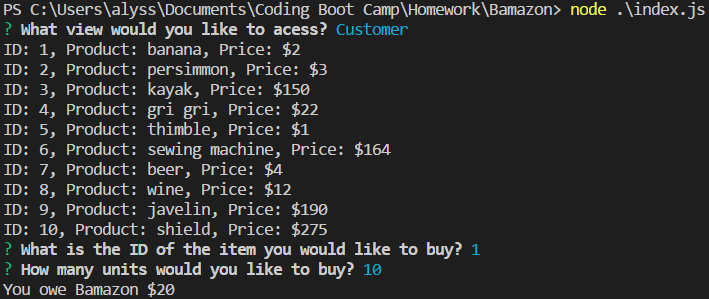 PS C:\Users\alyss\Documents\Coding Boot Camp\Homework\Bamazon> node .\index.js
? What view would you like to acess? Customer
ID: 1, Product: banana, Price: $2
ID: 2, Product: persimmon, Price: $3
ID: 3, Product: kayak, Price: $150
ID: 4, Product: gri gri, Price: $22
ID: 5, Product: thimble, Price: $1
ID: 6, Product: sewing machine, Price: $164
ID: 7, Product: beer, Price: $4
ID: 8, Product: wine, Price: $12
ID: 9, Product: javelin, Price: $190
ID: 10, Product: shield, Price: $275
? What is the ID of the item you would like to buy? 1
? How many units would you like to buy? 10
You owe Bamazon $20